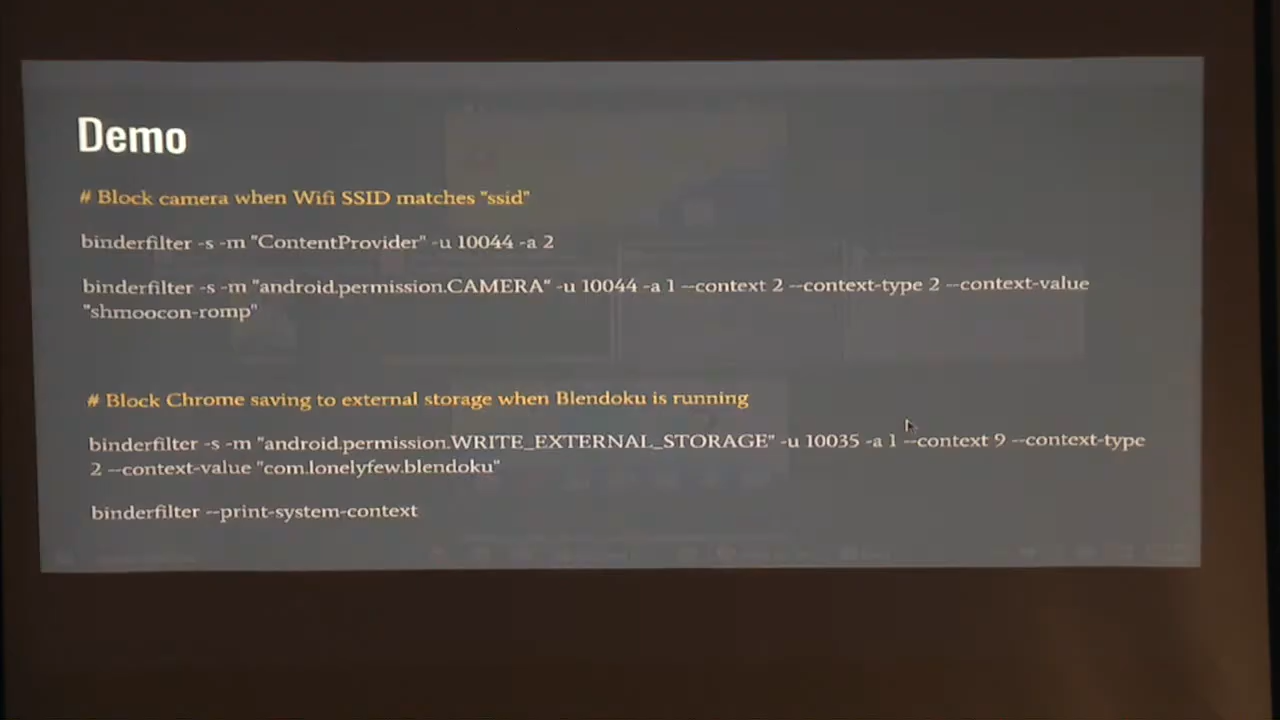 Demo
# Block camera when Wifi SSID matches "ssid"
binderfilter -s -m "ContentProvider" -u 10044 -a 2
binderfilter -s -m "android.permission.CAMERA" -u 10044 -a 1 --context 2 --context-type 2 --context-value
"shmoocon-romp"
# Block Chrome saving to external storage when Blendoku is running
binderfilter -s -m "android.permission.WRITE_EXTERNAL_STORAGE" -u 10035 -a 1 --context 9 --context-type
2 --context-value "com.lonelyfew.blendoku"
binderfilter --print-system-context